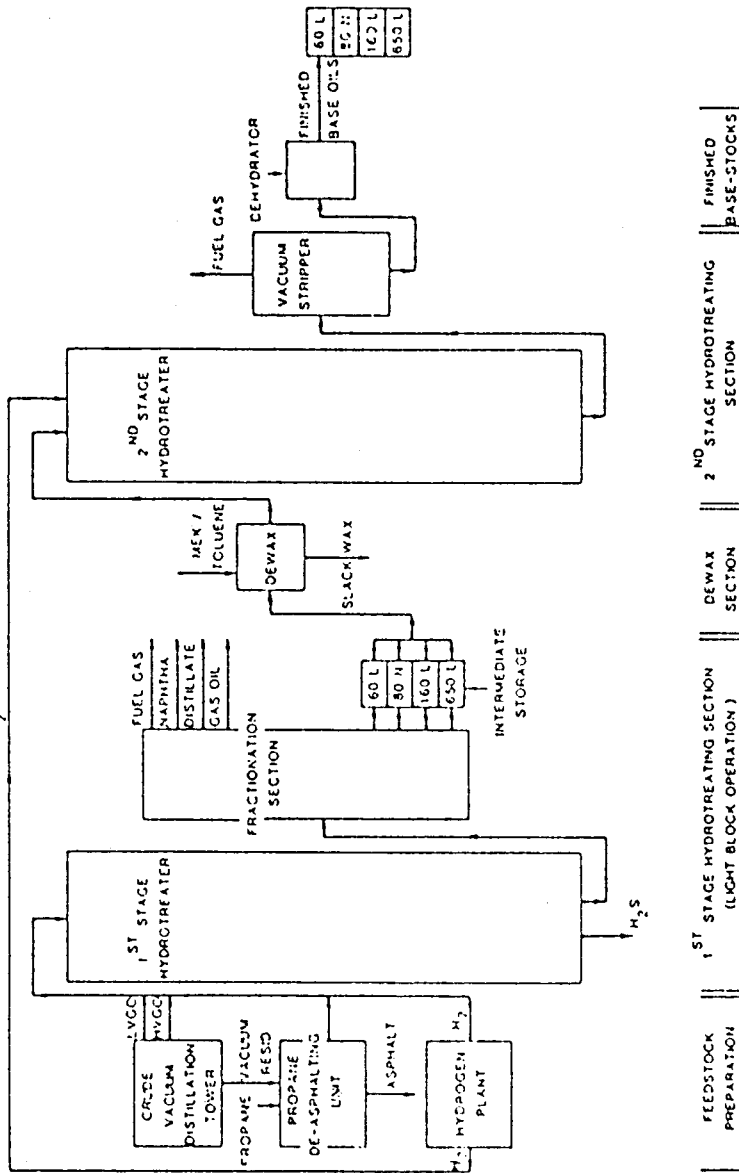 CRUDE
VACUUM
DISTILLATION
TOWER
LVGO
HVGO
PROPANE
VACUUM
RESID
PROPANE
DE-ASPHALTING
UNIT
ASPHALT
H2
HYDROGEN
PLANT
H2
1ST STAGE
HYDROTREATER
H2S
FRACTIONATION
SECTION
FUEL GAS
NAPHTHA
DISTILLATE
GAS OIL
60 L
80 N
160 L
650 L
INTERMEDIATE
STORAGE
MEK /
TOLUENE
DEWAX
SLACK WAX
2ND STAGE
HYDROTREATER
VACUUM
STRIPPER
FUEL GAS
DEHYDRATOR
FINISHED
BASE OILS
60 L
80 N
160 L
650 L
FEEDSTOCK
PREPARATION
1ST STAGE HYDROTREATING SECTION
(LIGHT BLOCK OPERATION)
DEWAX
SECTION
2ND STAGE HYDROTREATING
SECTION
FINISHED
BASE-STOCKS